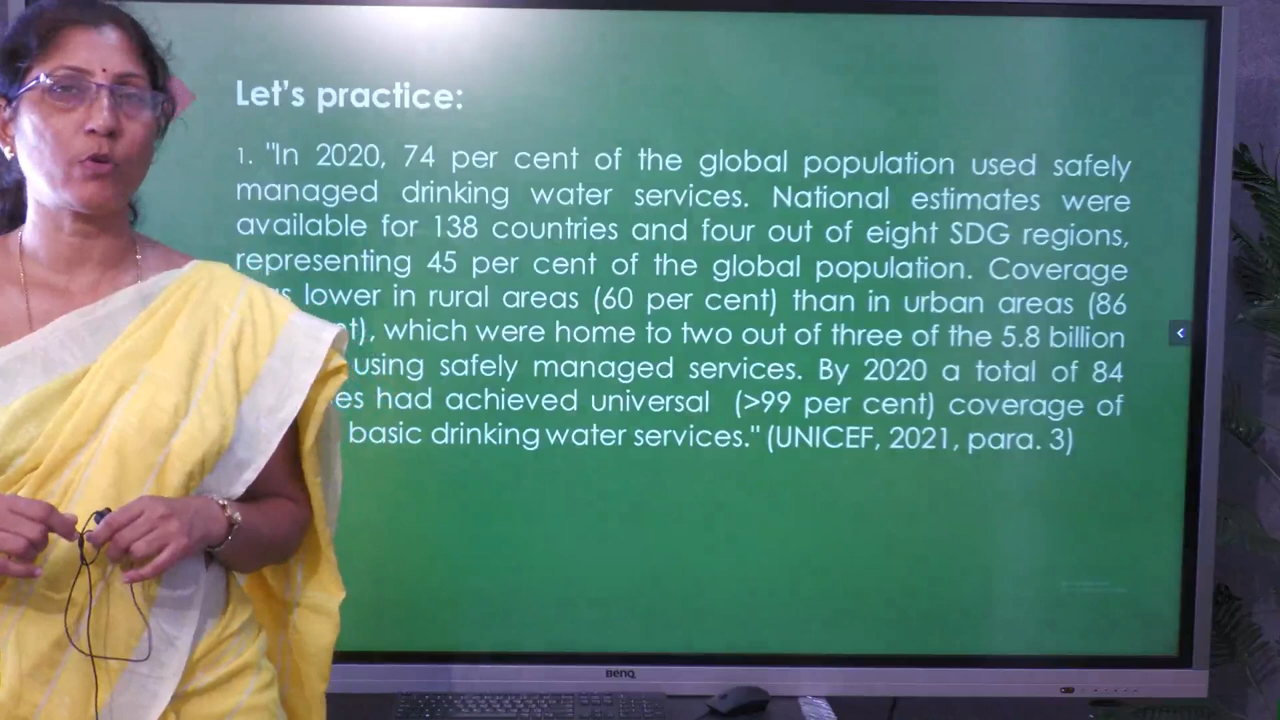 Let's practice:
1. "In 2020, 74 per cent of the global population used safely
managed drinking water services. National estimates were
available for 138 countries and four out of eight SDG regions,
representing 45 per cent of the global population. Coverage
lower in rural areas (60 per cent) than in urban areas (86
which were home to two out of three of the 5.8 billion
using safely managed services. By 2020 a total of 84
had achieved universal (>99 per cent) coverage of
basic drinking water services." (UNICEF, 2021, para. 3)
BenQ